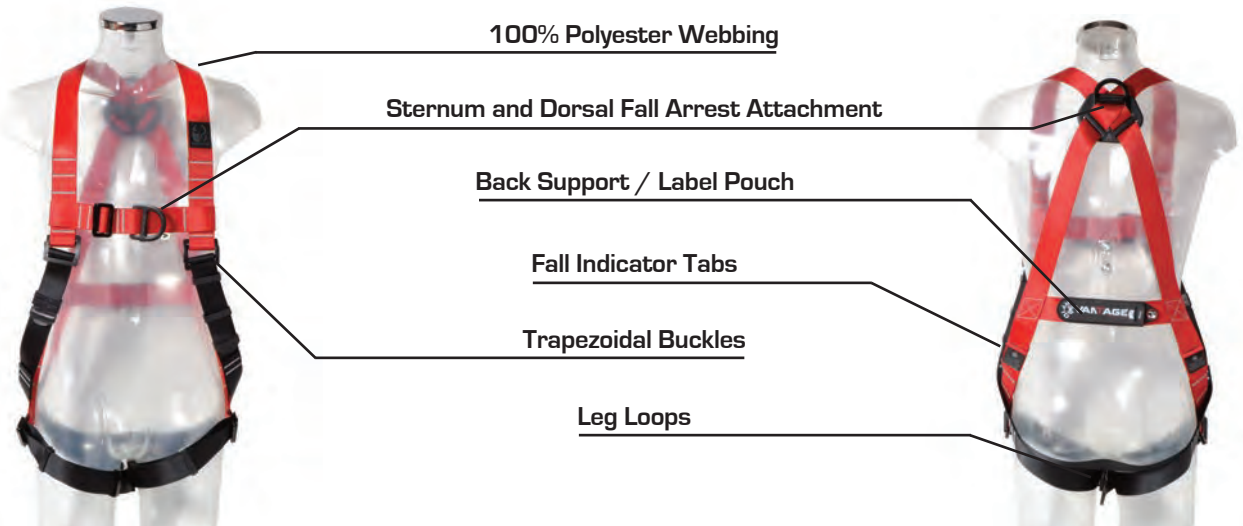 100% Polyester Webbing
Sternum and Dorsal Fall Arrest Attachment
Back Support / Label Pouch
VANTAGE
Fall Indicator Tabs
Trapezoidal Buckles
Leg Loops